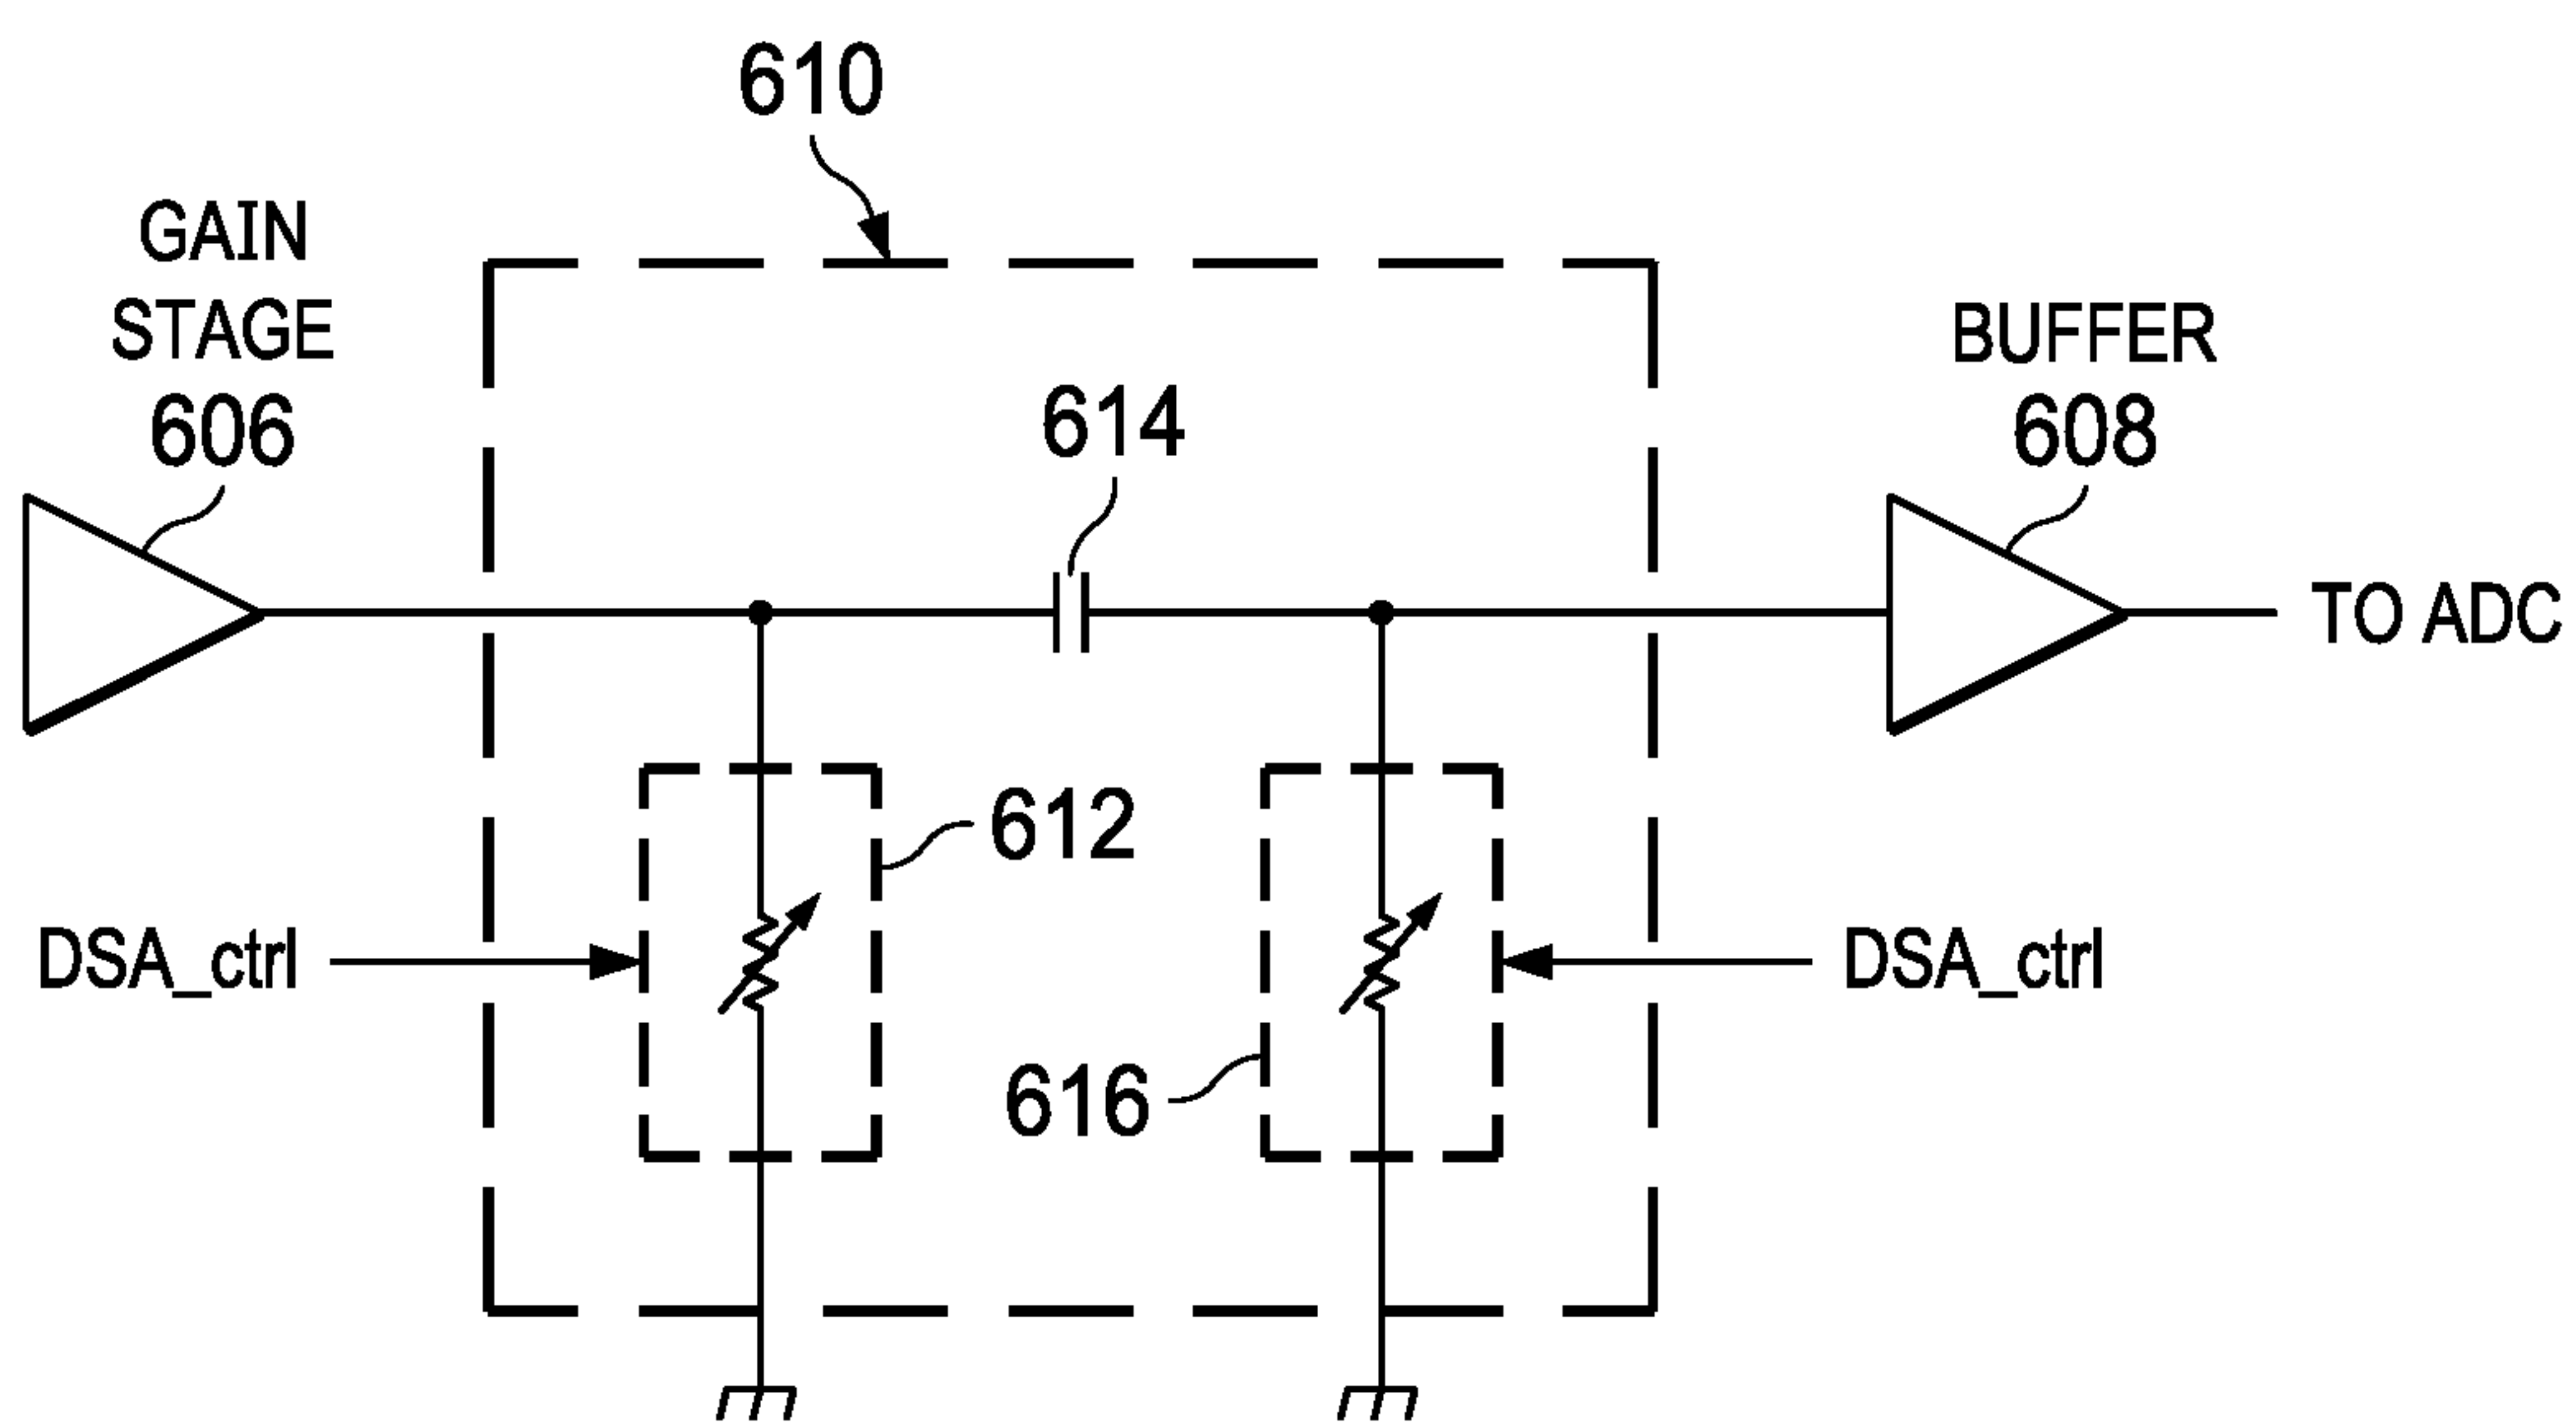 610
GAIN
STAGE
606
614
BUFFER
608
TO ADC
612
DSA_ctrl
DSA_ctrl
616